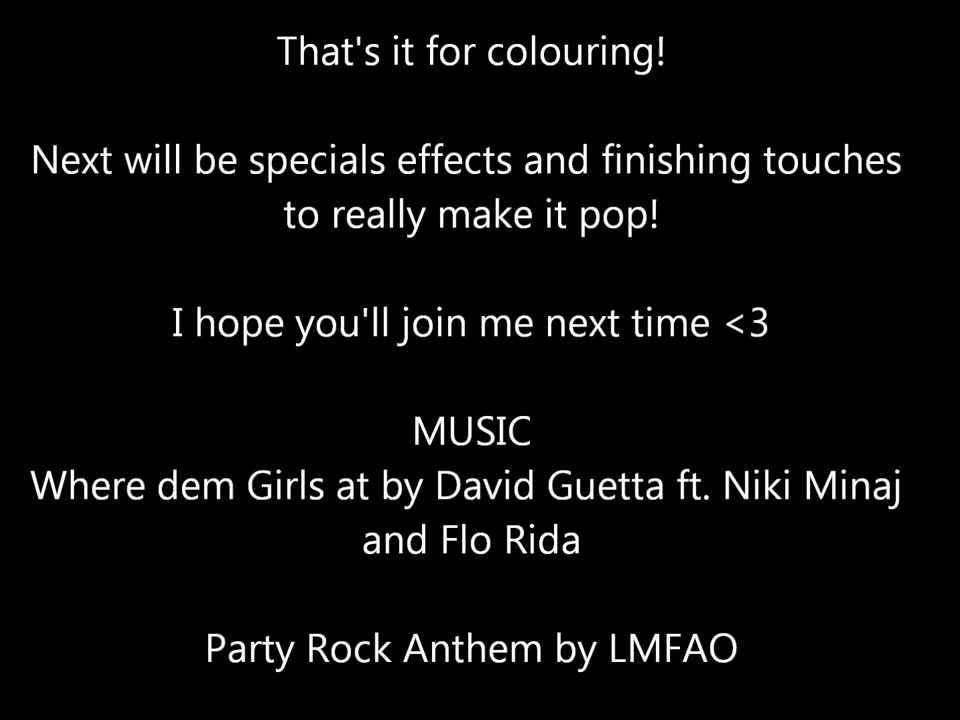 That's it for colouring!
Next will be specials effects and finishing touches
to really make it pop!
I hope you'll join me next time <3
MUSIC
Where dem Girls at by David Guetta ft. Niki Minaj
and Flo Rida
Party Rock Anthem by LMFAO